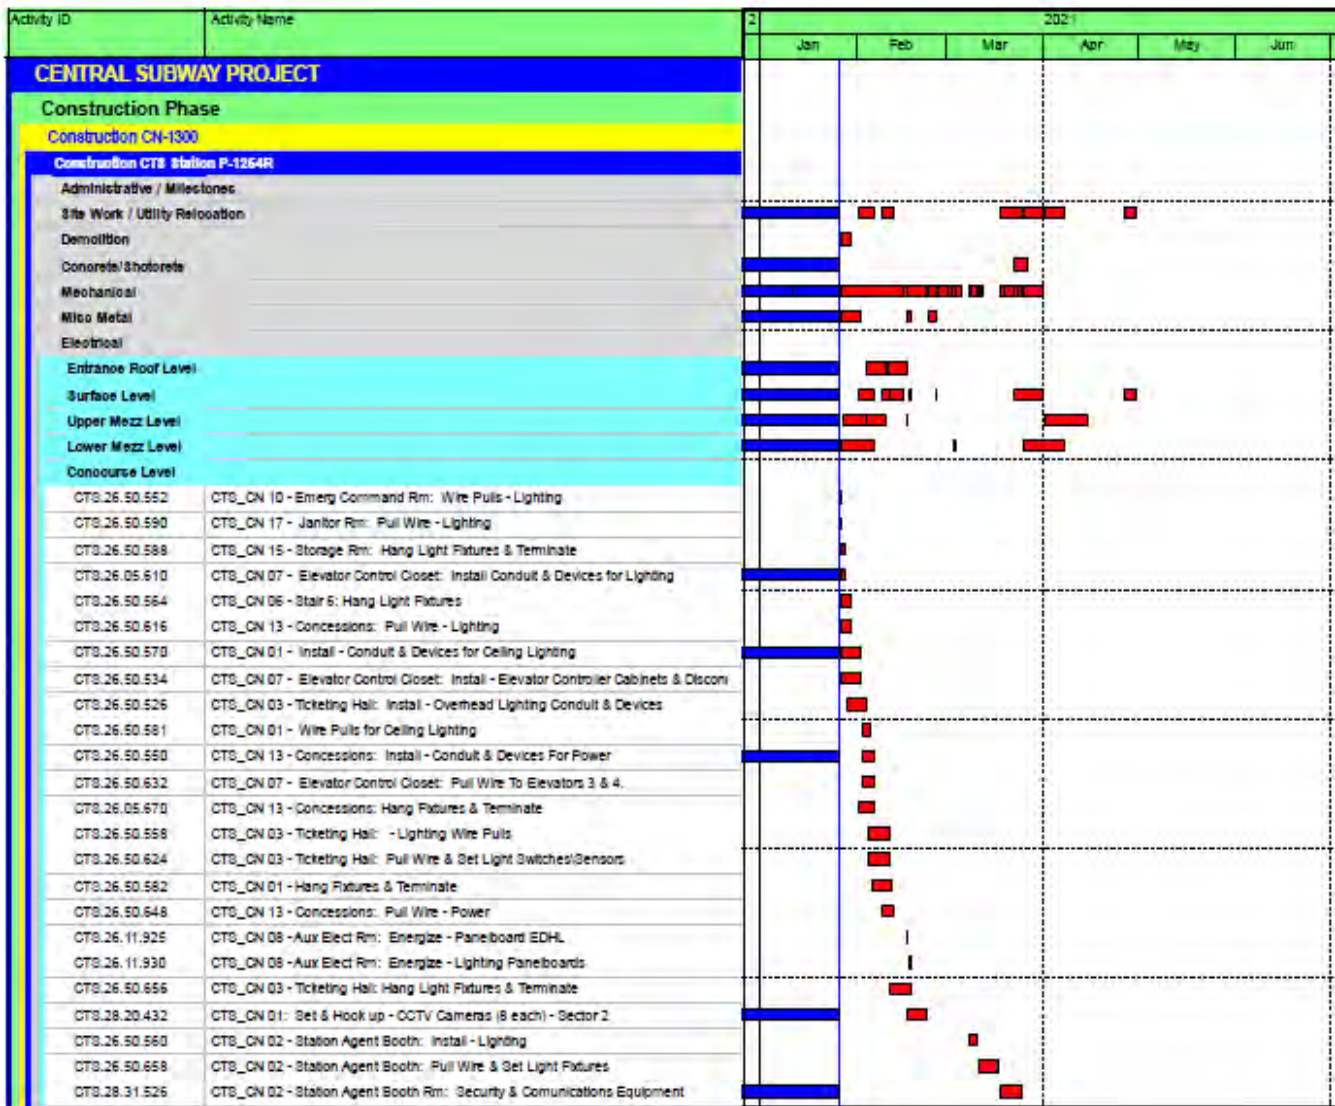 Activity ID Activity Name 2 2021
Jan Feb Mar Apr May Jun
CENTRAL SUBWAY PROJECT
Construction Phase
Construction CN-1300
Construction CTS Station P-1254R
Administrative / Milestones
Site Work / Utility Relocation
Demolition
Concrete/Shotcrete
Mechanical
Misc Metal
Electrical
Entrance Roof Level
Surface Level
Upper Mezz Level
Lower Mezz Level
Concourse Level
CTS.26.50.552 CTS_CN 10 - Emerg Command Rm: Wire Pulls - Lighting
CTS.26.50.590 CTS_CN 17 - Janitor Rm: Pull Wire - Lighting
CTS.26.50.588 CTS_CN 15 - Storage Rm: Hang Light Fixtures & Terminate
CTS.26.05.610 CTS_CN 07 - Elevator Control Closet: Install Conduit & Devices for Lighting
CTS.26.50.564 CTS_CN 06 - Stair 6: Hang Light Fixtures
CTS.26.50.616 CTS_CN 13 - Concessions: Pull Wire - Lighting
CTS.26.50.570 CTS_CN 01 - Install - Conduit & Devices for Ceiling Lighting
CTS.26.50.534 CTS_CN 07 - Elevator Control Closet: Install - Elevator Controller Cabinets & Discon
CTS.26.50.526 CTS_CN 03 - Ticketing Hall: Install - Overhead Lighting Conduit & Devices
CTS.26.50.581 CTS_CN 01 - Wire Pulls for Ceiling Lighting
CTS.26.50.550 CTS_CN 13 - Concessions: Install - Conduit & Devices For Power
CTS.26.50.632 CTS_CN 07 - Elevator Control Closet: Pull Wire To Elevators 3 & 4.
CTS.26.05.670 CTS_CN 13 - Concessions: Hang Fixtures & Terminate
CTS.26.50.558 CTS_CN 03 - Ticketing Hall: - Lighting Wire Pulls
CTS.26.50.624 CTS_CN 03 - Ticketing Hall: Pull Wire & Set Light Switches\Sensors
CTS.26.50.582 CTS_CN 01 - Hang Fixtures & Terminate
CTS.26.50.648 CTS_CN 13 - Concessions: Pull Wire - Power
CTS.26.11.925 CTS_CN 08 - Aux Elect Rm: Energize - Panelboard EDHL
CTS.26.11.930 CTS_CN 08 - Aux Elect Rm: Energize - Lighting Panelboards
CTS.26.50.656 CTS_CN 03 - Ticketing Hall: Hang Light Fixtures & Terminate
CTS.28.20.432 CTS_CN 01: Set & Hook up - CCTV Cameras (8 each) - Sector 2
CTS.26.50.560 CTS_CN 02 - Station Agent Booth: Install - Lighting
CTS.26.50.658 CTS_CN 02 - Station Agent Booth: Pull Wire & Set Light Fixtures
CTS.28.31.526 CTS_CN 02 - Station Agent Booth Rm: Security & Comunications Equipment